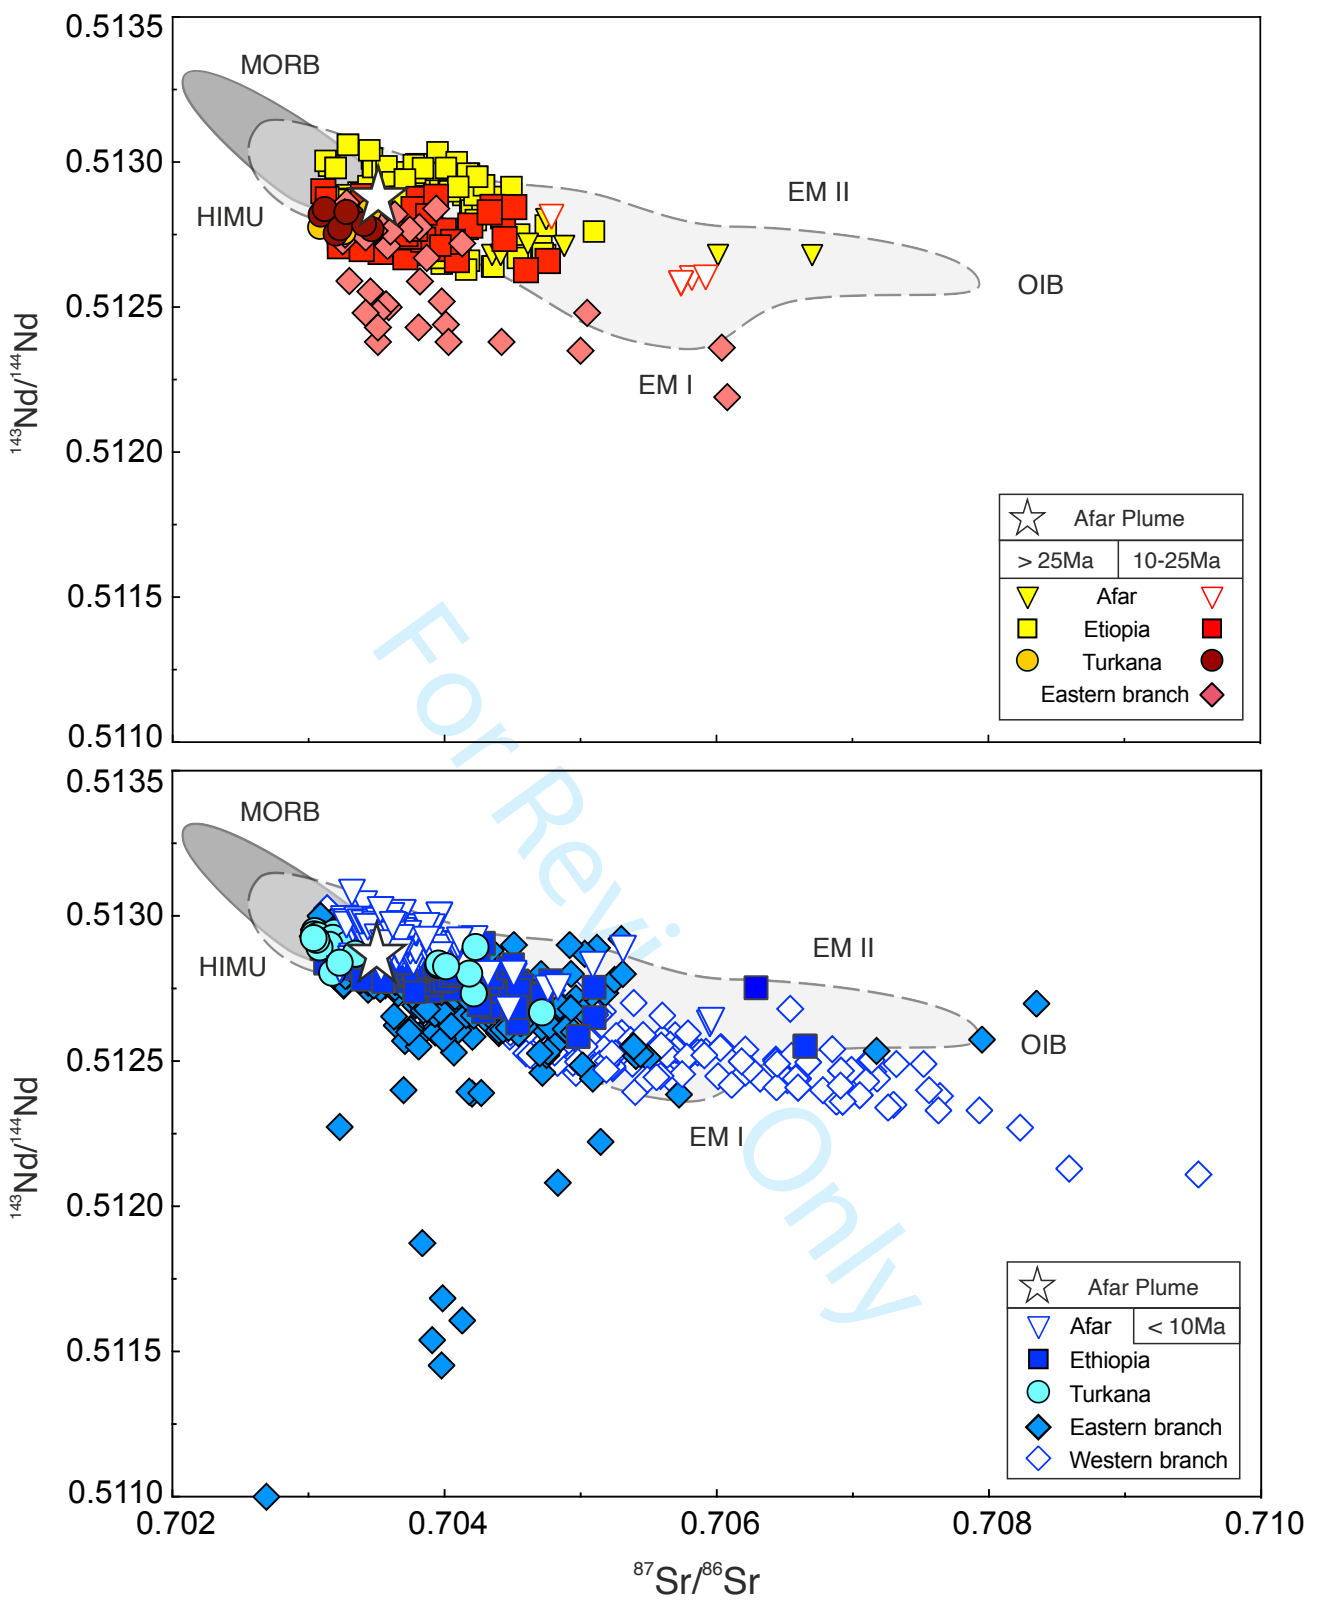 0.5135
MORB
0.5130
EM II
HIMU
OIB
0.5125
EM I
¹⁴³Nd/¹⁴⁴Nd
0.5120
Afar Plume
> 25Ma 10-25Ma
Afar
0.5115
Etiopia
Turkana
Eastern branch
0.5110
For Revi Only
0.5135
MORB
0.5130
EM II
HIMU
OIB
0.5125
EM I
¹⁴³Nd/¹⁴⁴Nd
0.5120
Afar Plume
Afar < 10Ma
0.5115
Ethiopia
Turkana
Eastern branch
Western branch
0.5110
0.702 0.704 0.706 0.708 0.710
⁸⁷Sr/⁸⁶Sr